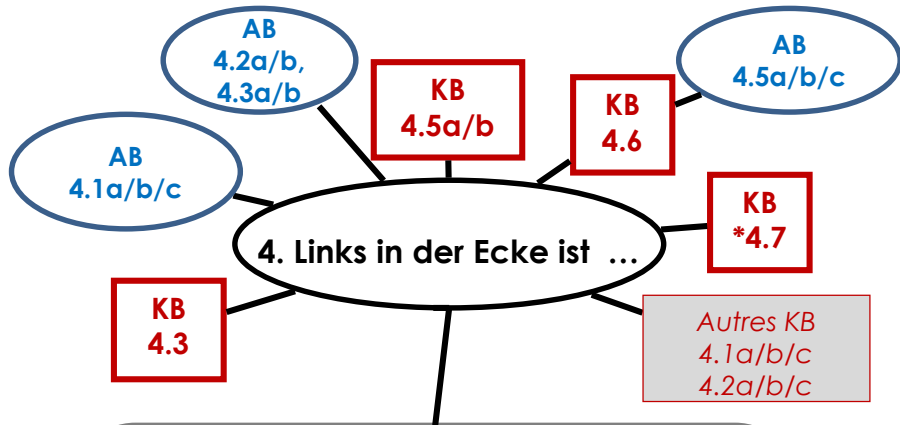 AB
4.2a/b,
4.3a/b
AB
4.5a/b/c
KB
4.5a/b
KB
4.6
AB
4.1a/b/c
KB
*4.7
4. Links in der Ecke ist …
KB
4.3
Autres KB
4.1a/b/c
4.2a/b/c